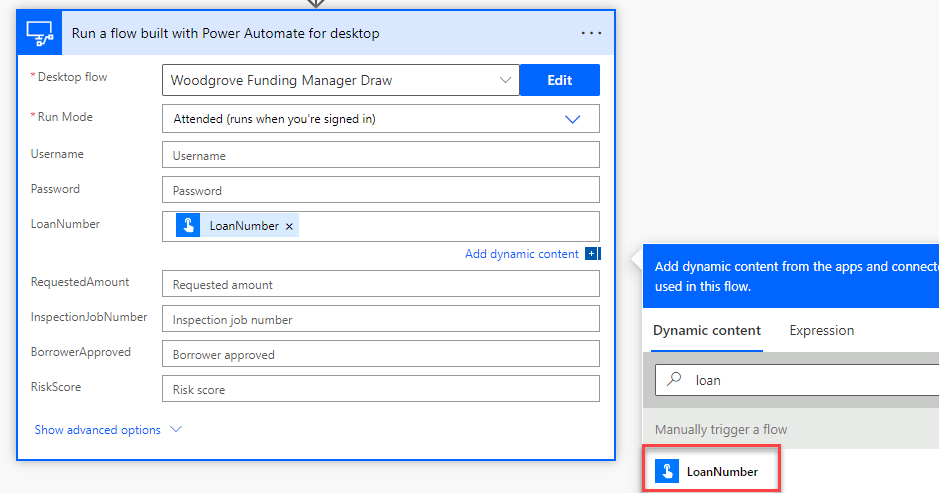 Run a flow built with Power Automate for desktop
* Desktop flow
Woodgrove Funding Manager Draw
Edit
* Run Mode
Attended (runs when you're signed in)
Username
Username
Password
Password
LoanNumber
LoanNumber ×
Add dynamic content
RequestedAmount
Requested amount
InspectionJobNumber
Inspection job number
BorrowerApproved
Borrower approved
RiskScore
Risk score
Show advanced options
Add dynamic content from the apps and connecto
used in this flow.
Dynamic content
Expression
loan
Manually trigger a flow
LoanNumber